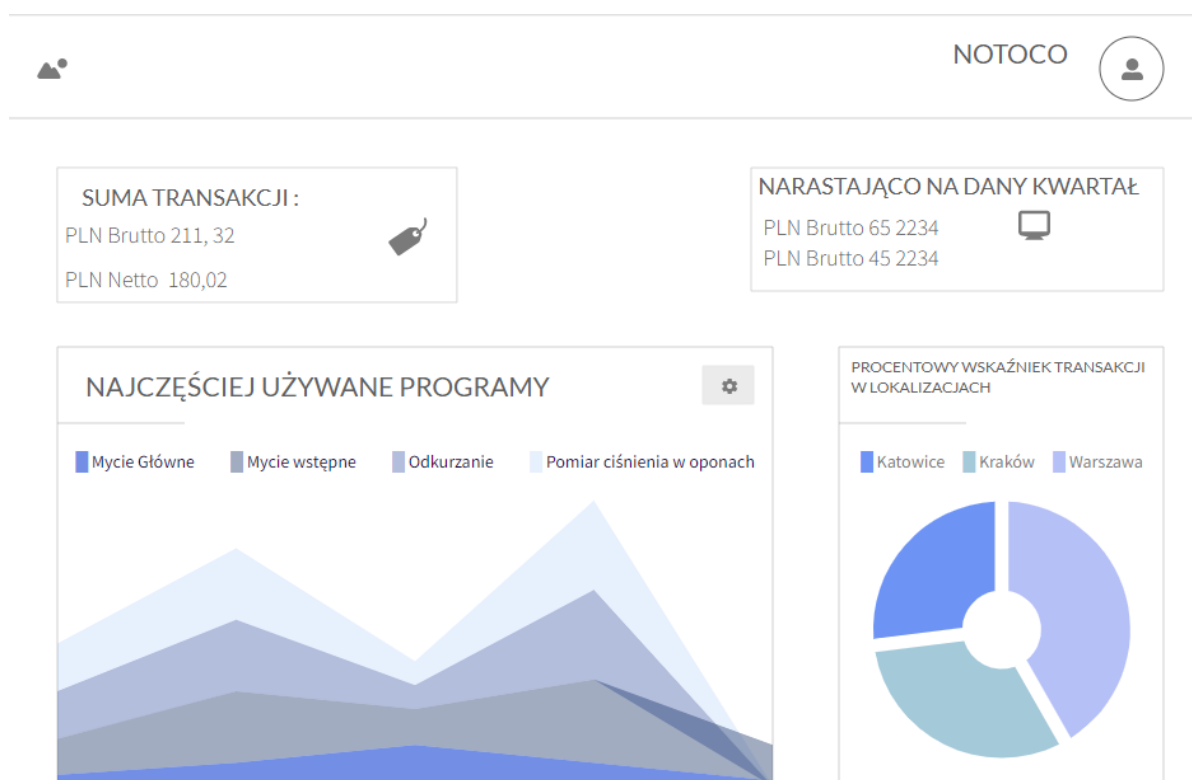 NOTOCO
SUMA TRANSAKCJI :
PLN Brutto 211, 32
PLN Netto 180,02
NARASTAJĄCO NA DANY KWARTAŁ
PLN Brutto 65 2234
PLN Brutto 45 2234
NAJCZĘŚCIEJ UŻYWANE PROGRAMY
Mycie Główne Mycie wstępne Odkurzanie Pomiar ciśnienia w oponach
PROCENTOWY WSKAŹNIEK TRANSAKCJI
W LOKALIZACJACH
Katowice Kraków Warszawa